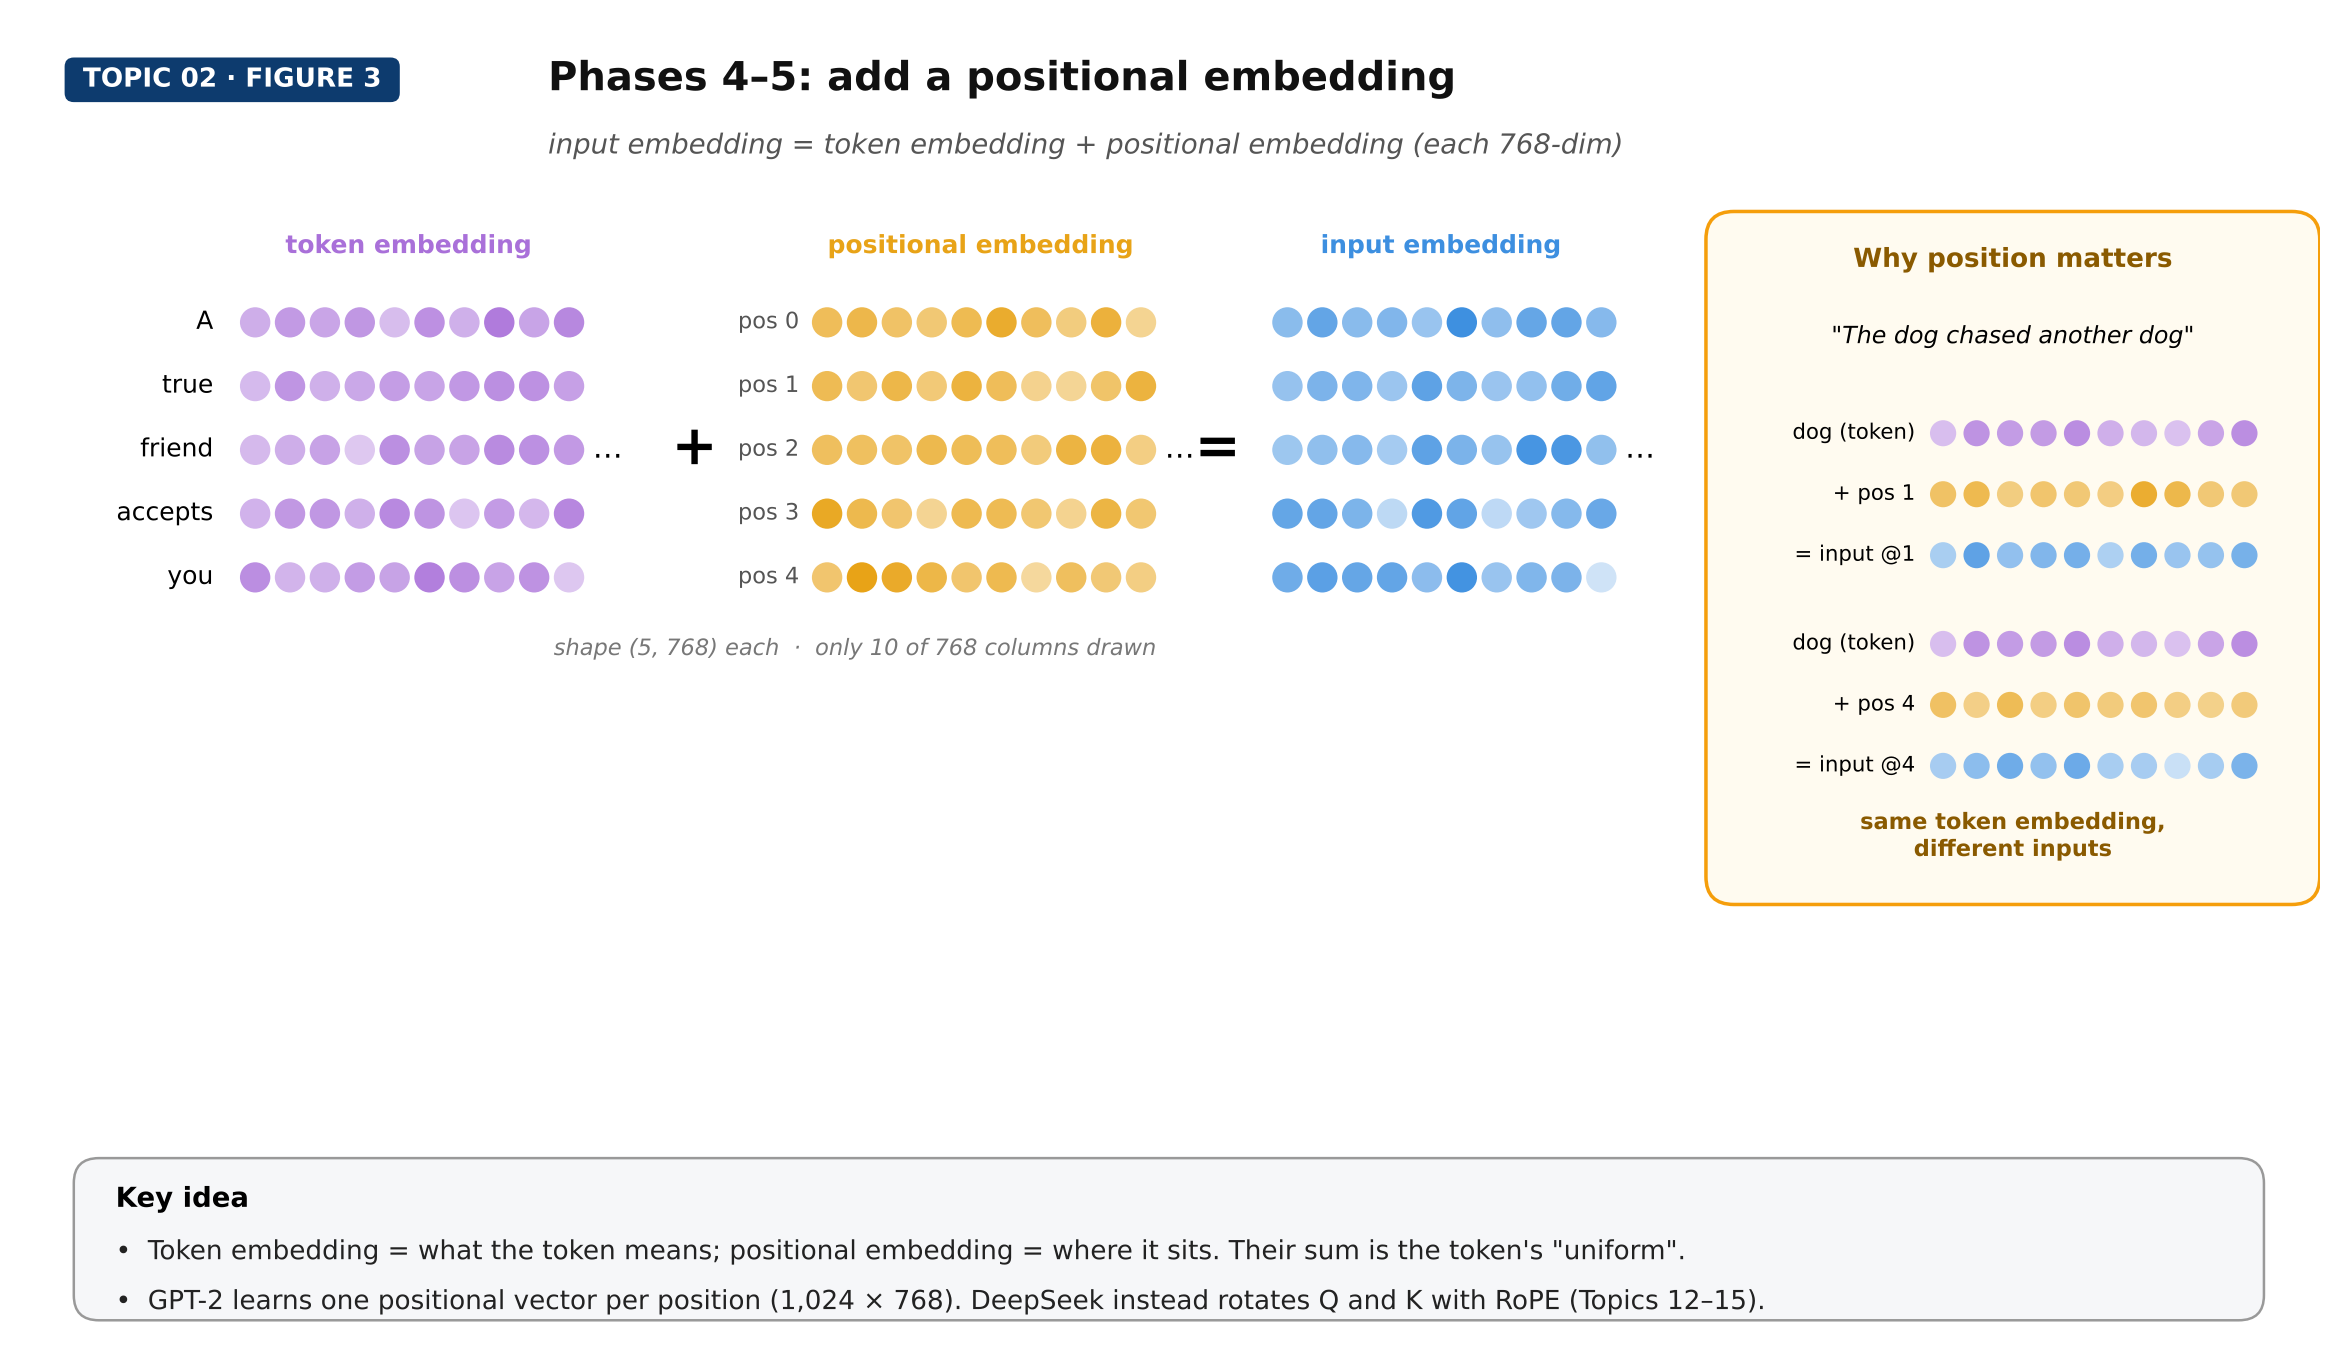 TOPIC 02 · FIGURE 3
Phases 4–5: add a positional embedding
input embedding = token embedding + positional embedding (each 768-dim)
token embedding
positional embedding
input embedding
A
pos 0
true
pos 1
friend ... + pos 2 ... = ...
accepts
pos 3
you
pos 4
shape (5, 768) each · only 10 of 768 columns drawn
Why position matters
"The dog chased another dog"
dog (token)
+ pos 1
= input @1
dog (token)
+ pos 4
= input @4
same token embedding,
different inputs
Key idea
• Token embedding = what the token means; positional embedding = where it sits. Their sum is the token's "uniform".
• GPT-2 learns one positional vector per position (1,024 × 768). DeepSeek instead rotates Q and K with RoPE (Topics 12–15).